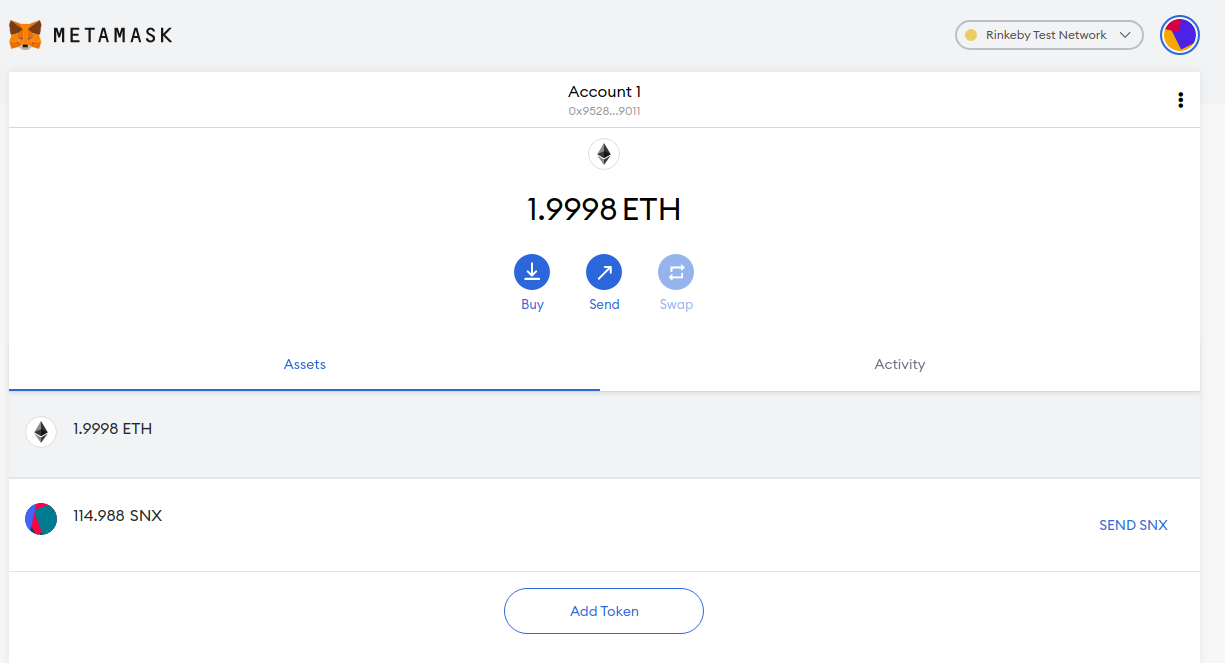 METAMASK
Rinkeby Test Network
Account 1
0x9528...9011
1.9998 ETH
Buy Send Swap
Assets Activity
1.9998 ETH
114.988 SNX
SEND SNX
Add Token